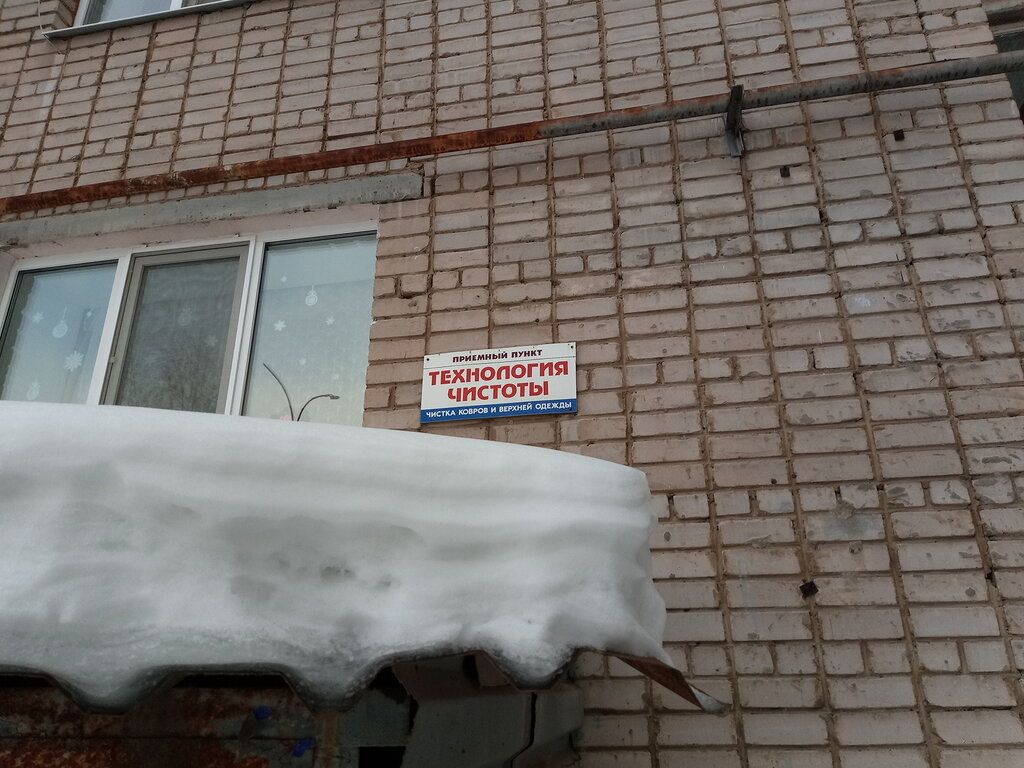 ПРИЕМНЫЙ ПУНКТ
ТЕХНОЛОГИЯ
ЧИСТОТЫ
ЧИСТКА КОВРОВ И ВЕРХНЕЙ ОДЕЖДЫ